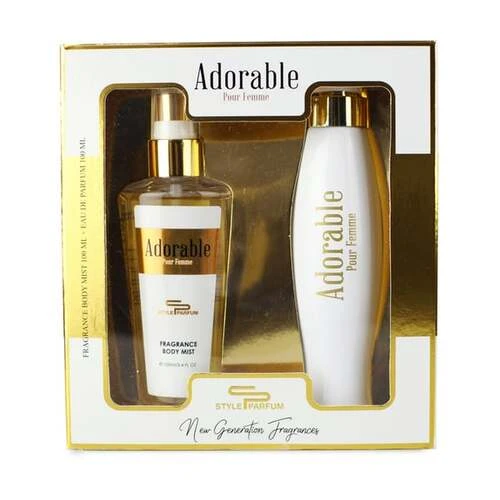 Adorable
Pour Femme
FRAGRANCE BODY MIST 100 ML - EAU DE PARFUM 100 ML
Adorable
Pour Femme
STYLE PARFUM
FRAGRANCE
BODY MIST
Adorable
Pour Femme
STYLE PARFUM
New Generation Fragrances